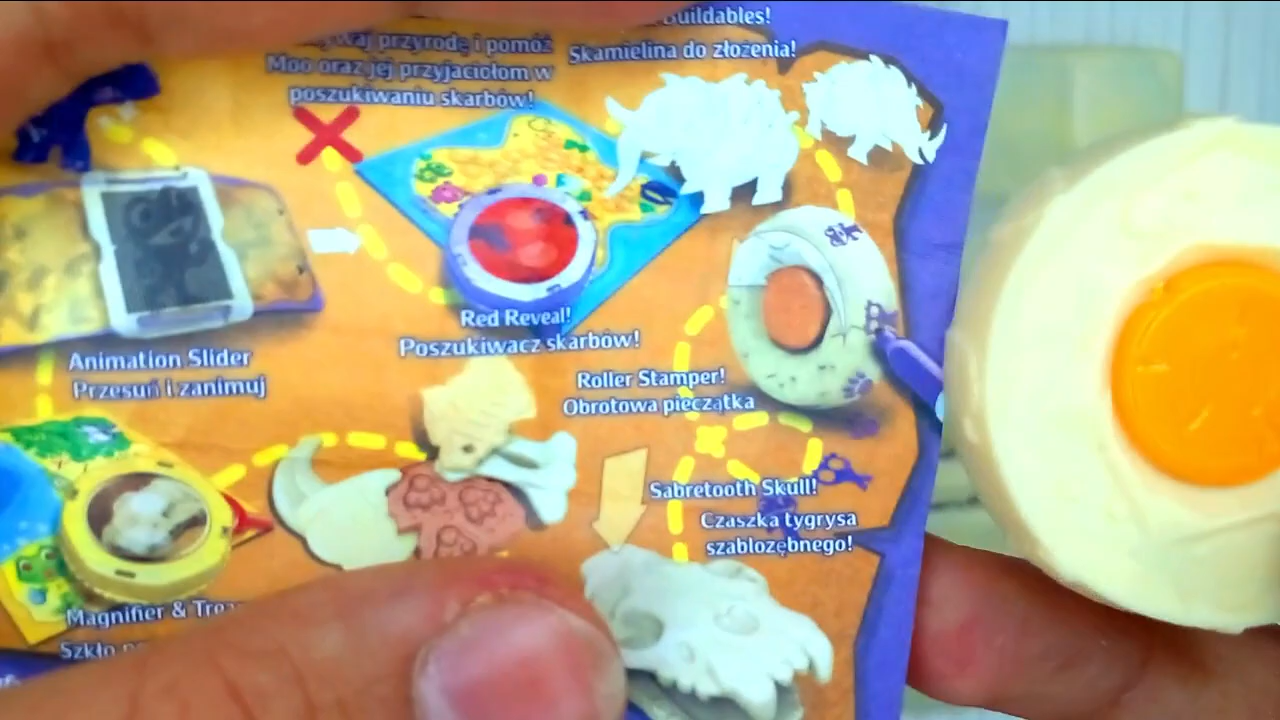 Buildables!
Skamielina do złożenia!
przyrodę i pomóż
Moo oraz jej przyjaciołom w
poszukiwaniu skarbów!
Red Reveal!
Poszukiwacz skarbów!
Animation Slider
Przesuń i zanimuj
Roller Stamper!
Obrotowa pieczątka
Sabretooth Skull!
Czaszka tygrysa
szablozębnego!
Magnifier &
Szkło